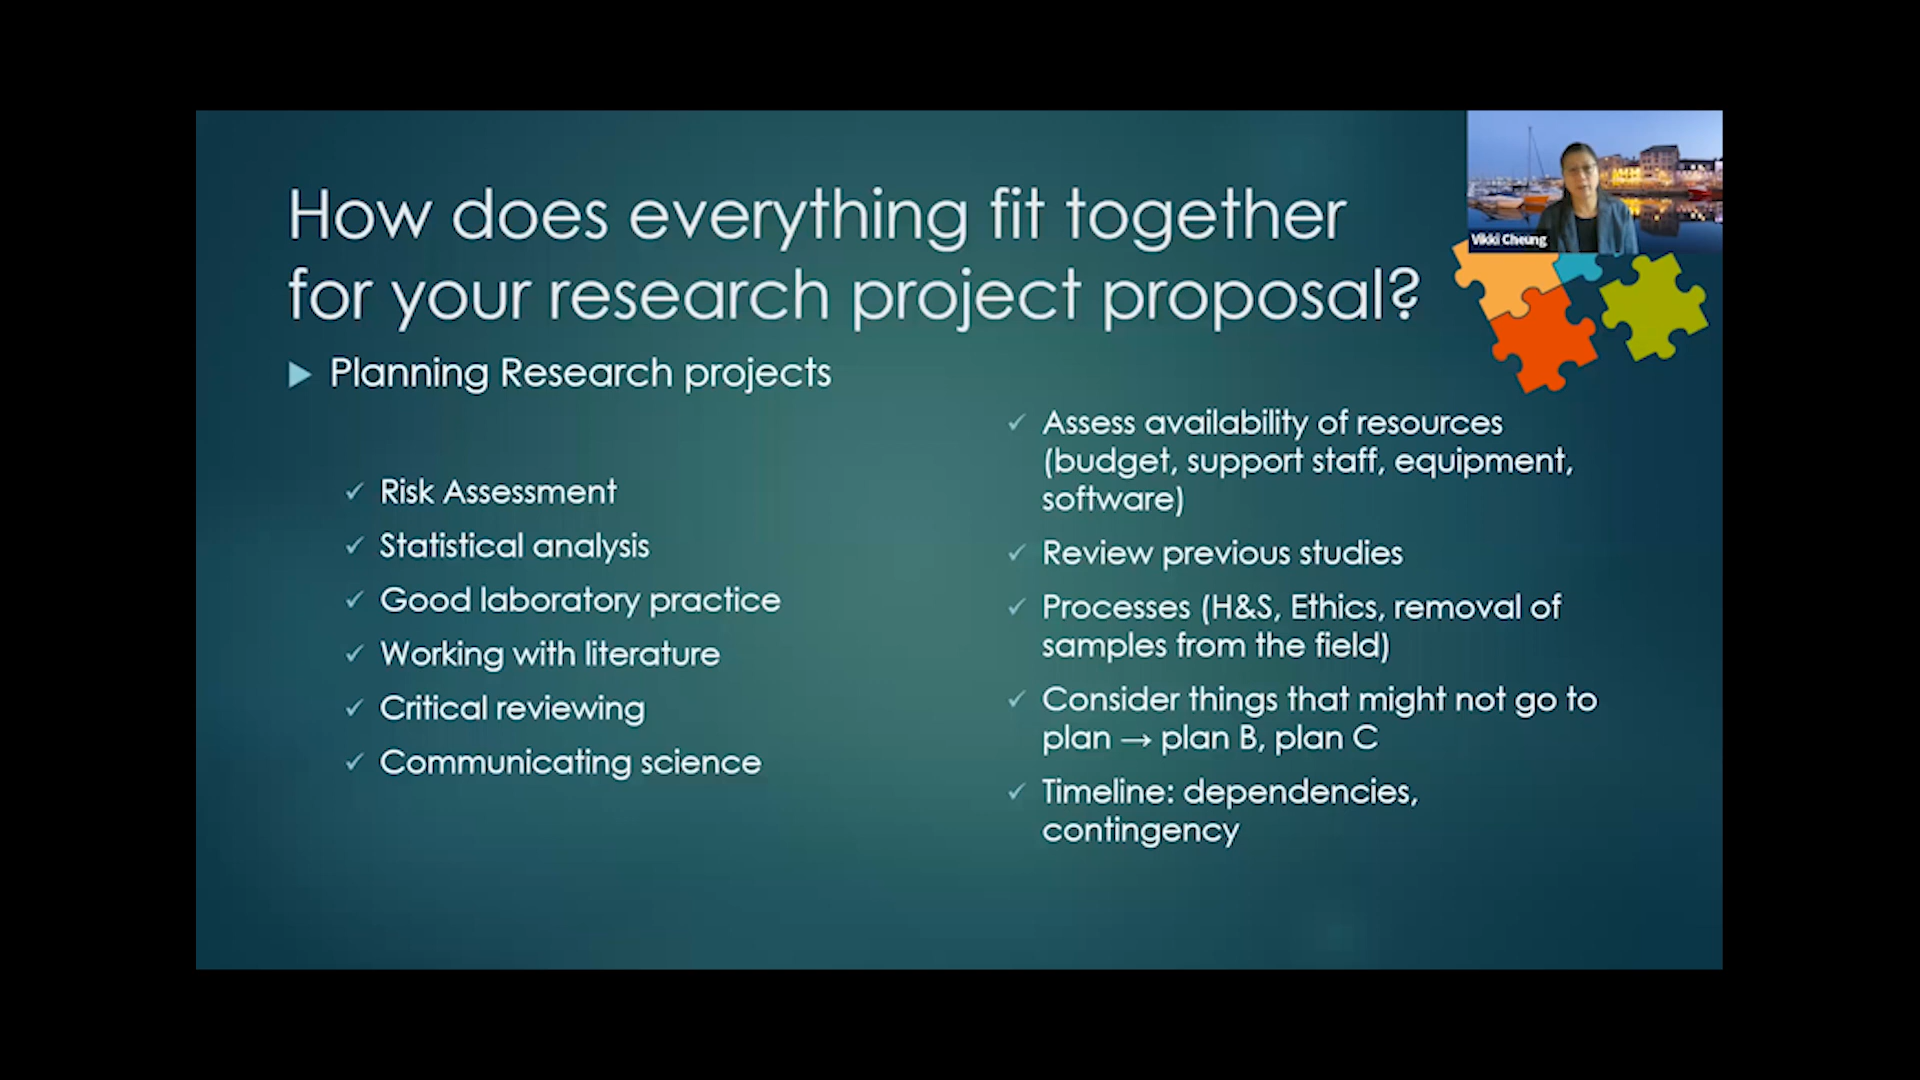 How does everything fit together
for your research project proposal?
Vikki Cheung
Planning Research projects
Risk Assessment
Statistical analysis
Good laboratory practice
Working with literature
Critical reviewing
Communicating science
Assess availability of resources
(budget, support staff, equipment,
software)
Review previous studies
Processes (H&S, Ethics, removal of
samples from the field)
Consider things that might not go to
plan → plan B, plan C
Timeline: dependencies,
contingency